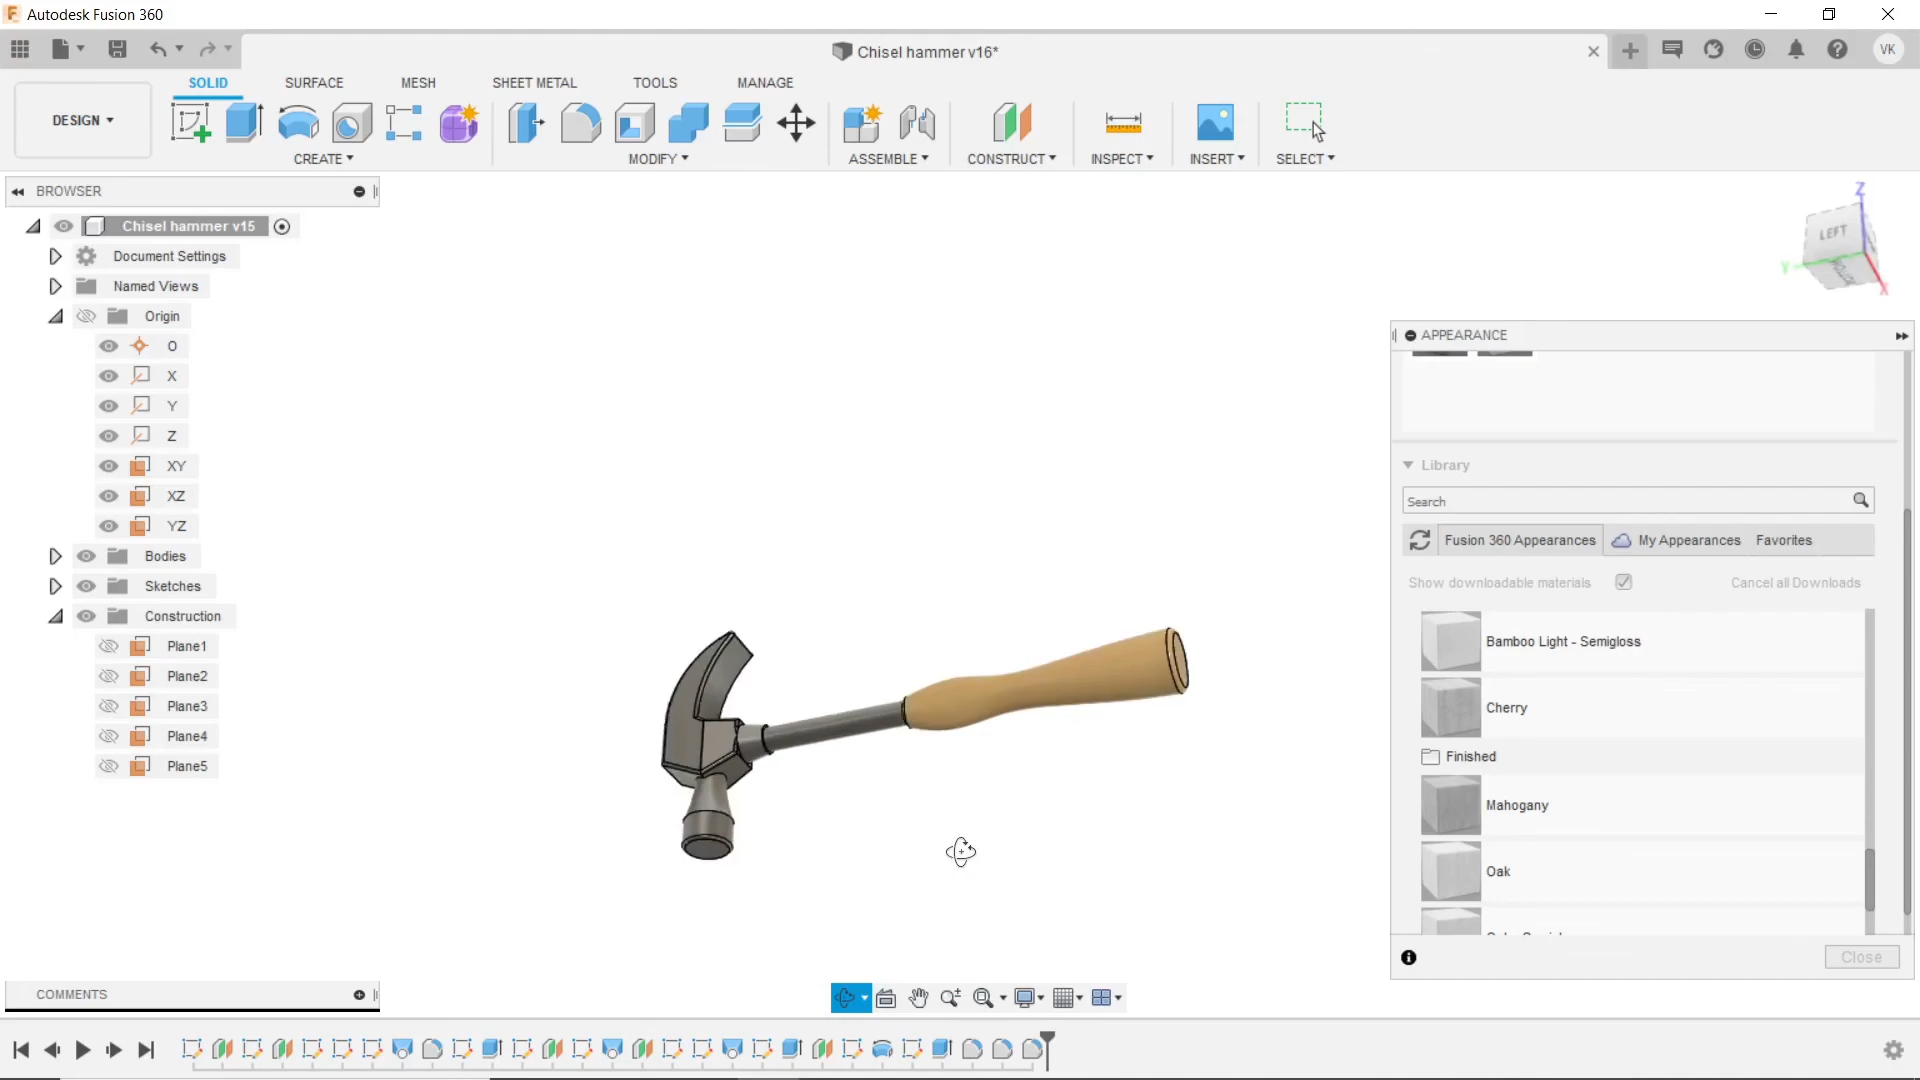 Autodesk Fusion 360
Chisel hammer v16*
VK
DESIGN
SOLID
SURFACE
MESH
SHEET METAL
TOOLS
MANAGE
CREATE
MODIFY
ASSEMBLE
CONSTRUCT
INSPECT
INSERT
SELECT
BROWSER
Chisel hammer v15
Document Settings
Named Views
Origin
O
X
Y
Z
XY
XZ
YZ
Bodies
Sketches
Construction
Plane1
Plane2
Plane3
Plane4
Plane5
Z
LEFT
Y
X
APPEARANCE
Library
Search
Fusion 360 Appearances
My Appearances
Favorites
Show downloadable materials
Cancel all Downloads
Bamboo Light - Semigloss
Cherry
Finished
Mahogany
Oak
Close
COMMENTS